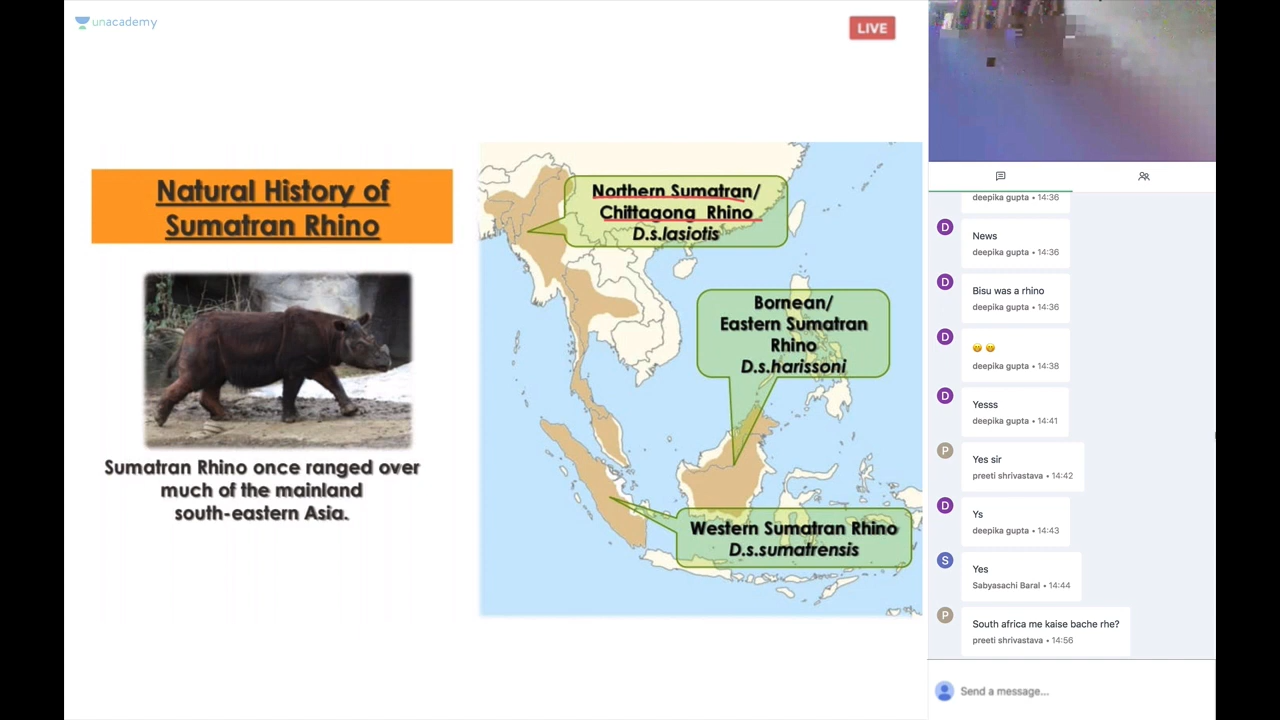 unacademy
LIVE
Natural History of
Sumatran Rhino
Sumatran Rhino once ranged over
much of the mainland
south-eastern Asia.
Northern Sumatran/
Chittagong Rhino
D.s.lasiotis
Bornean/
Eastern Sumatran
Rhino
D.s.harissoni
Western Sumatran Rhino
D.s.sumatrensis
deepika gupta • 14:36
D
News
deepika gupta • 14:36
D
Bisu was a rhino
deepika gupta • 14:36
D
deepika gupta • 14:38
D
Yesss
deepika gupta • 14:41
P
Yes sir
preeti shrivastava • 14:42
D
Ys
deepika gupta • 14:43
S
Yes
Sabyasachi Baral • 14:44
P
South africa me kaise bache rhe?
preeti shrivastava • 14:56
Send a message...